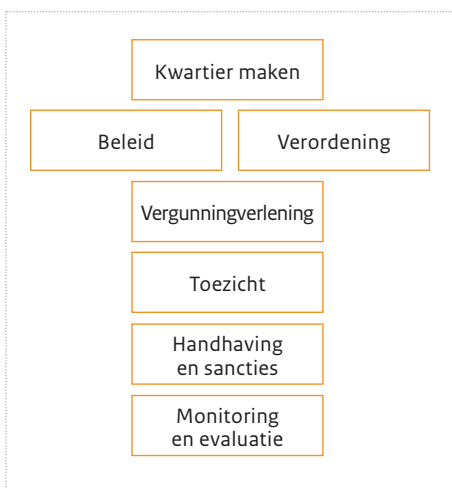 Kwartier maken
Beleid
Verordening
Vergunningverlening
Toezicht
Handhaving
en sancties
Monitoring
en evaluatie